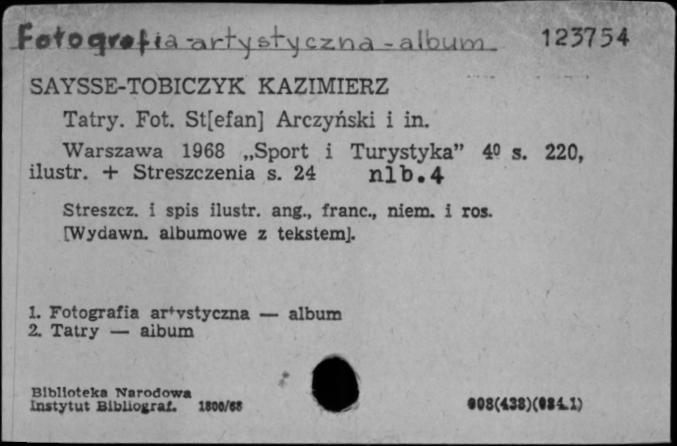 Fotografia-artystyczna-album 123754
SAYSSE-TOBICZYK KAZIMIERZ
Tatry. Fot. St[efan] Arczyński i in.
Warszawa 1968 „Sport i Turystyka” 4º s. 220,
ilustr. + Streszczenia s. 24 nlb.4
Streszcz. i spis ilustr. ang., franc., niem. i ros.
[Wydawn. albumowe z tekstem].
1. Fotografia artystyczna — album
2. Tatry — album
Biblioteka Narodowa
Instytut Bibliograf. 1800/68
908(438)(084.1)